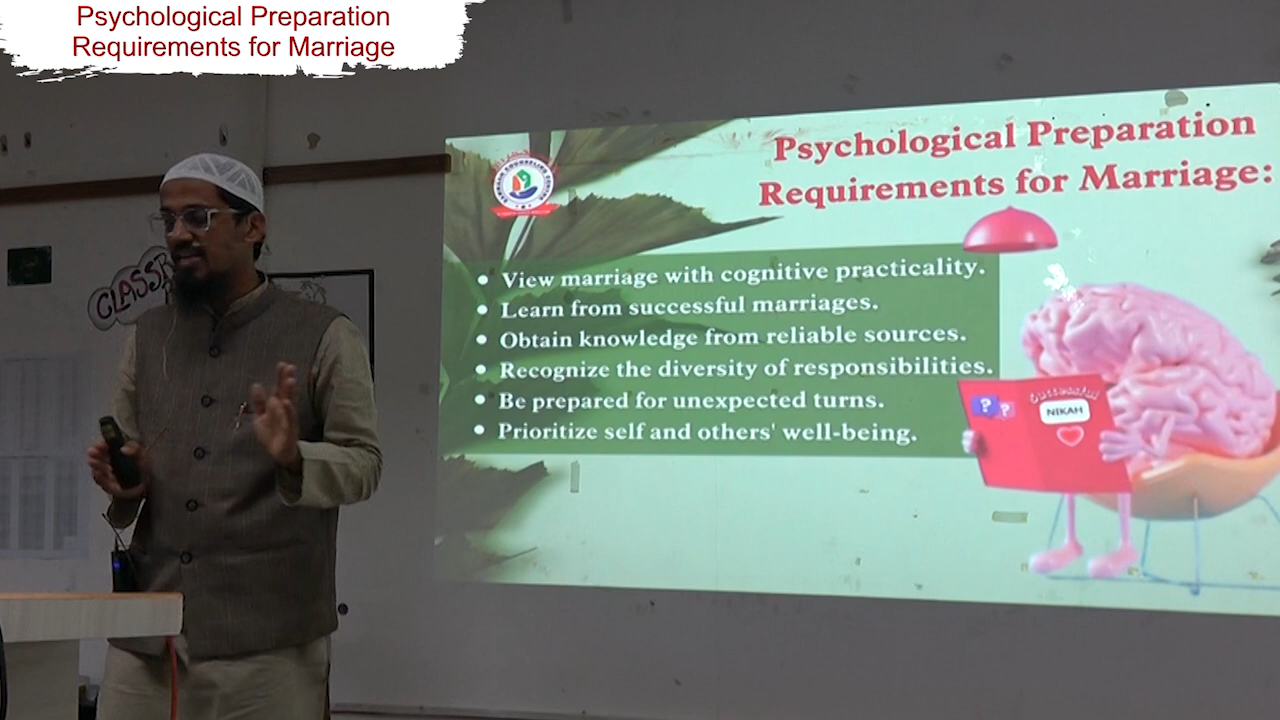 Psychological Preparation
Requirements for Marriage
Psychological Preparation
Requirements for Marriage:
• View marriage with cognitive practicality.
• Learn from successful marriages.
• Obtain knowledge from reliable sources.
• Recognize the diversity of responsibilities.
• Be prepared for unexpected turns.
• Prioritize self and others' well-being.
? ?
Successful
NIKAH